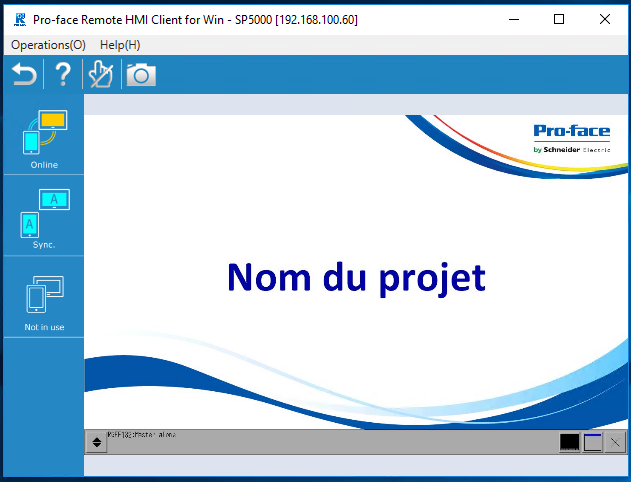 Pro-face Remote HMI Client for Win - SP5000 [192.168.100.60]
Operations(O) Help(H)
?
Online
A
A
Sync.
Not in use
Pro-face
by Schneider Electric
Nom du projet